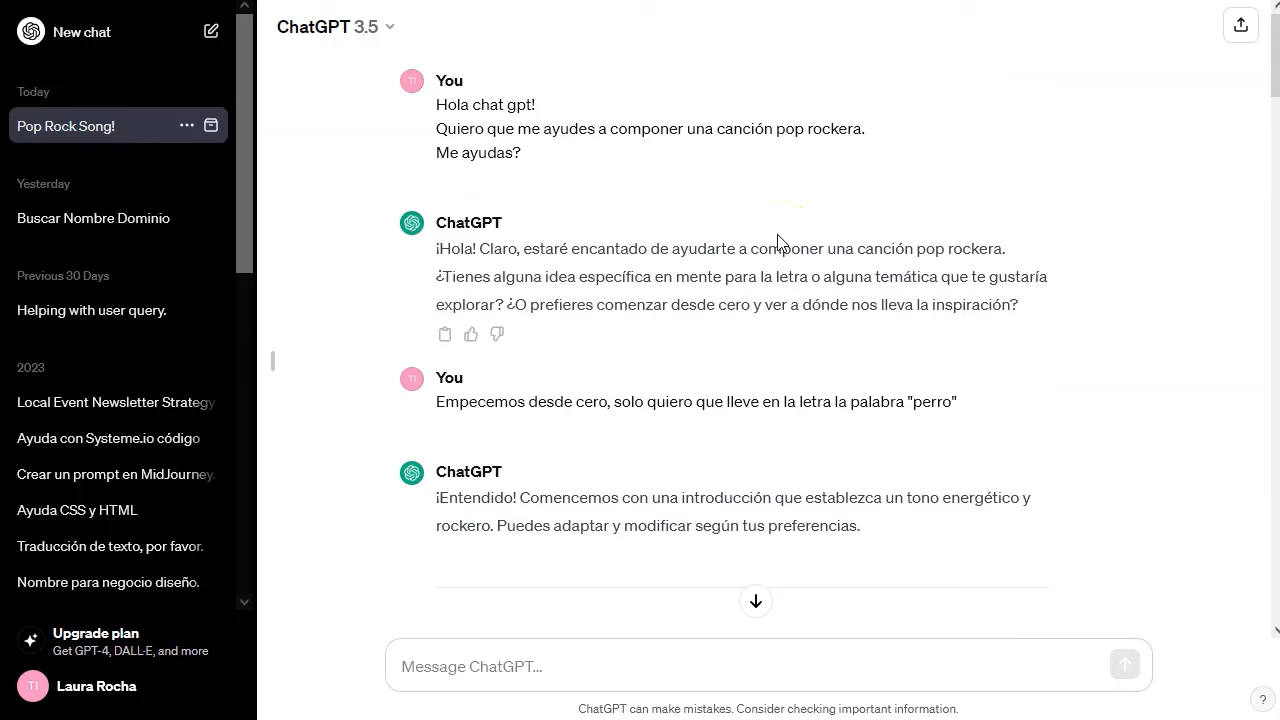 New chat
Today
Pop Rock Song!
Yesterday
Buscar Nombre Dominio
Previous 30 Days
Helping with user query.
2023
Local Event Newsletter Strategy
Ayuda con Systeme.io código
Crear un prompt en MidJourney.
Ayuda CSS y HTML
Traducción de texto, por favor.
Nombre para negocio diseño.
Upgrade plan
Get GPT-4, DALL·E, and more
TI
Laura Rocha
ChatGPT 3.5
TI
You
Hola chat gpt!
Quiero que me ayudes a componer una canción pop rockera.
Me ayudas?
ChatGPT
¡Hola! Claro, estaré encantado de ayudarte a componer una canción pop rockera.
¿Tienes alguna idea específica en mente para la letra o alguna temática que te gustaría
explorar? ¿O prefieres comenzar desde cero y ver a dónde nos lleva la inspiración?
TI
You
Empecemos desde cero, solo quiero que lleve en la letra la palabra "perro"
ChatGPT
¡Entendido! Comencemos con una introducción que establezca un tono energético y
rockero. Puedes adaptar y modificar según tus preferencias.
Message ChatGPT...
ChatGPT can make mistakes. Consider checking important information.
?